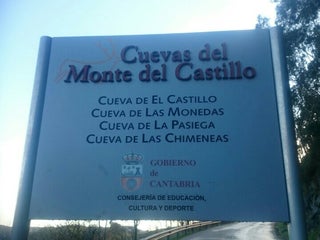 Cuevas del
Monte del Castillo
CUEVA DE EL CASTILLO
CUEVA DE LAS MONEDAS
CUEVA DE LA PASIEGA
CUEVA DE LAS CHIMENEAS
GOBIERNO
de
CANTABRIA
CONSEJERÍA DE EDUCACIÓN,
CULTURA Y DEPORTE